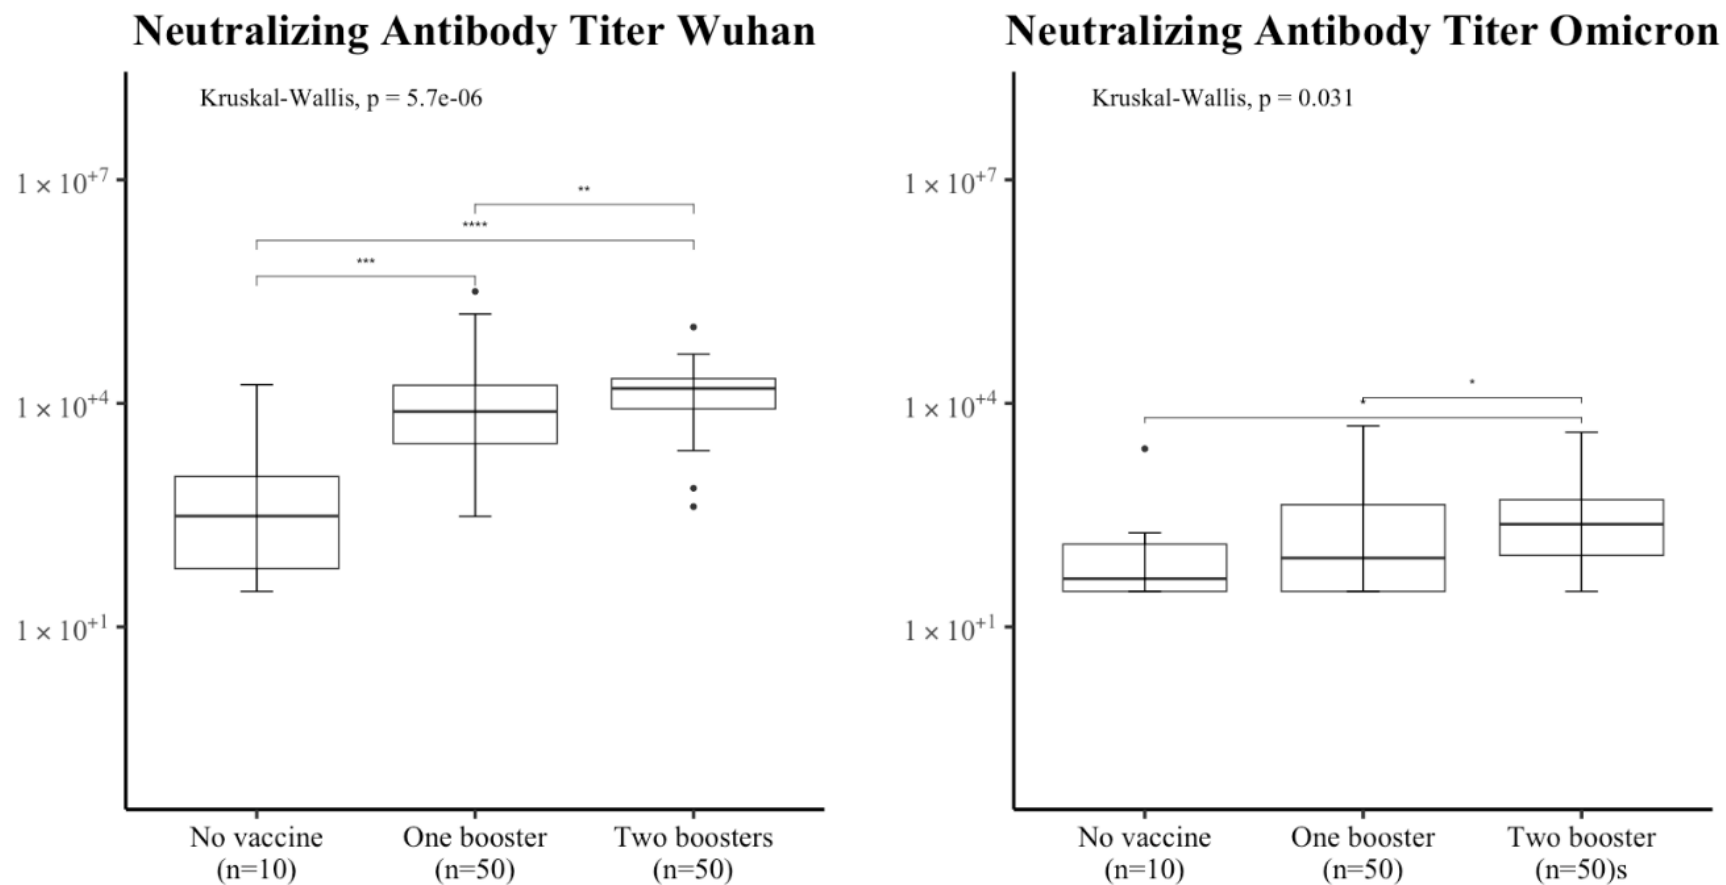 Neutralizing Antibody Titer Wuhan
Kruskal-Wallis, p = 5.7e-06
1 × 10⁺⁷
**
****
***
1 × 10⁺⁴
1 × 10⁺¹
No vaccine
(n=10)
One booster
(n=50)
Two boosters
(n=50)
Neutralizing Antibody Titer Omicron
Kruskal-Wallis, p = 0.031
1 × 10⁺⁷
*
1 × 10⁺⁴
*
1 × 10⁺¹
No vaccine
(n=10)
One booster
(n=50)
Two booster
(n=50)s